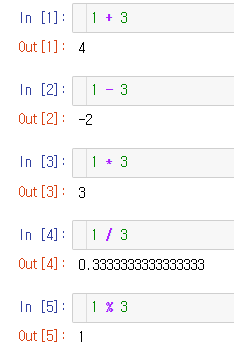 In [1]: 1 + 3
Out[1]: 4
In [2]: 1 - 3
Out[2]: -2
In [3]: 1 * 3
Out[3]: 3
In [4]: 1 / 3
Out[4]: 0.3333333333333333
In [5]: 1 % 3
Out[5]: 1